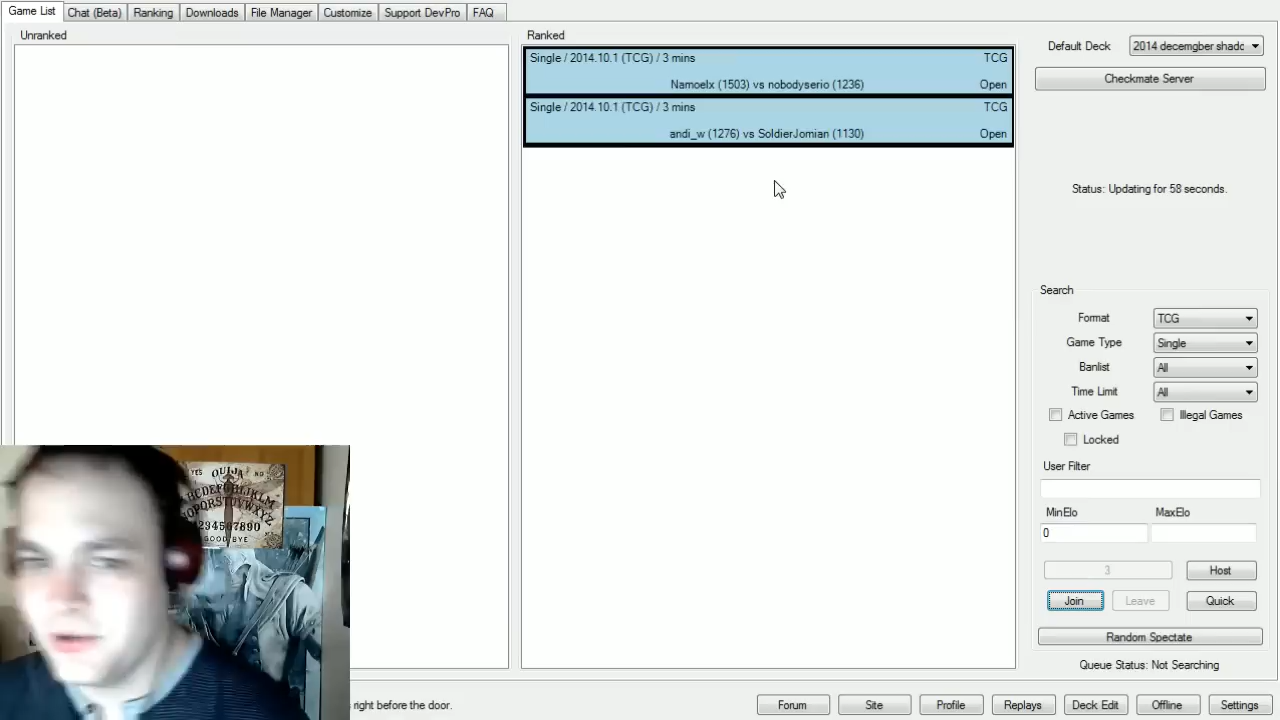 Game List Chat (Beta) Ranking Downloads File Manager Customize Support DevPro FAQ
Unranked
Ranked
Single / 2014.10.1 (TCG) / 3 mins TCG
Namoelx (1503) vs nobodyserio (1236) Open
Single / 2014.10.1 (TCG) / 3 mins TCG
andi_w (1276) vs SoldierJomian (1130) Open
Default Deck 2014 decemgber shadc
Checkmate Server
Status: Updating for 58 seconds.
Search
Format TCG
Game Type Single
Banlist All
Time Limit All
Active Games Illegal Games
Locked
User Filter
MinElo MaxElo
0
3 Host
Join Leave Quick
Random Spectate
Queue Status: Not Searching
right before the door.
Forum Site Profile Replays Deck Edit Offline Settings
YES OUIJA NO
ABCDEFGHIJKLM
NOPQRSTUVWXYZ
1234567890
GOOD BYE